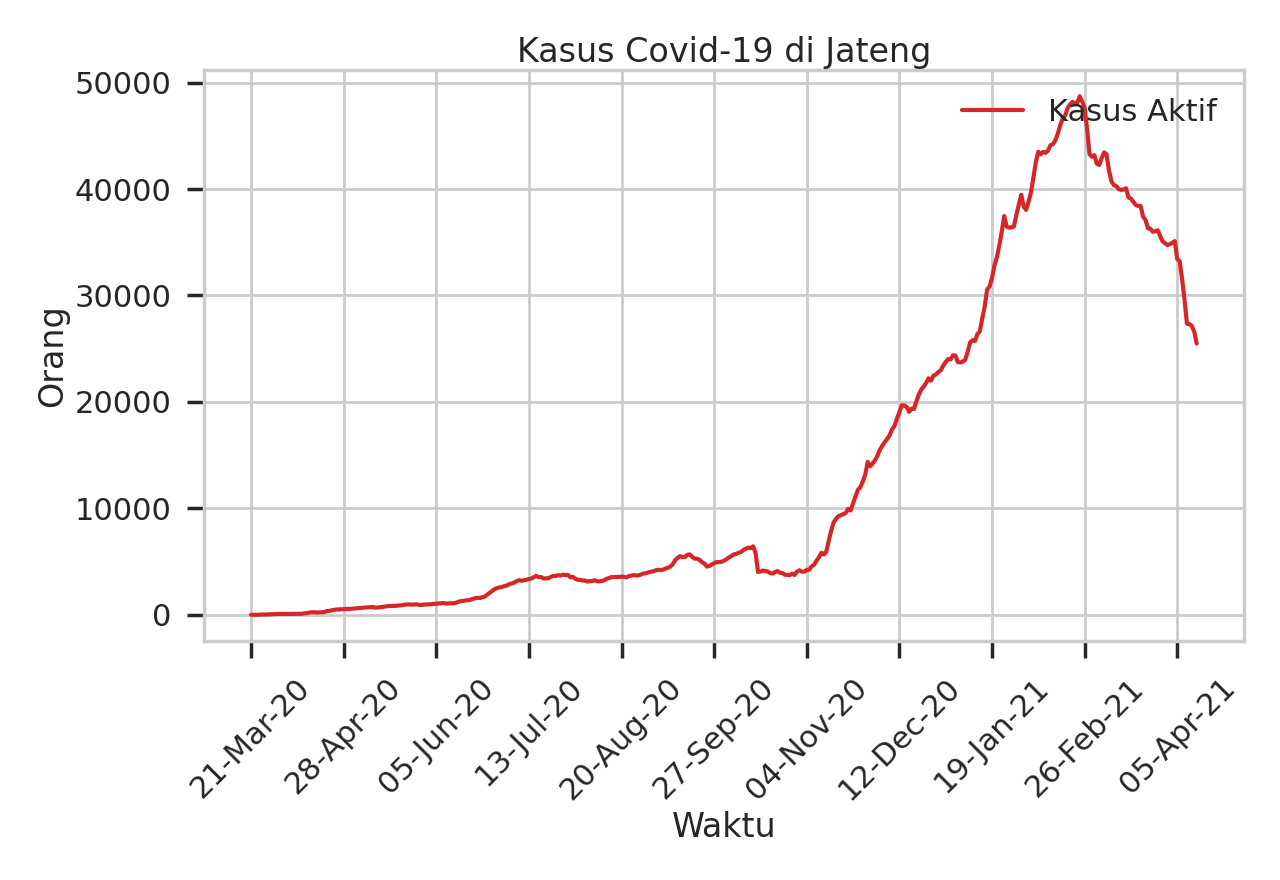 Kasus Covid-19 di Jateng
Kasus Aktif
Orang
50000
40000
30000
20000
10000
0
21-Mar-20
28-Apr-20
05-Jun-20
13-Jul-20
20-Aug-20
27-Sep-20
04-Nov-20
12-Dec-20
19-Jan-21
26-Feb-21
05-Apr-21
Waktu